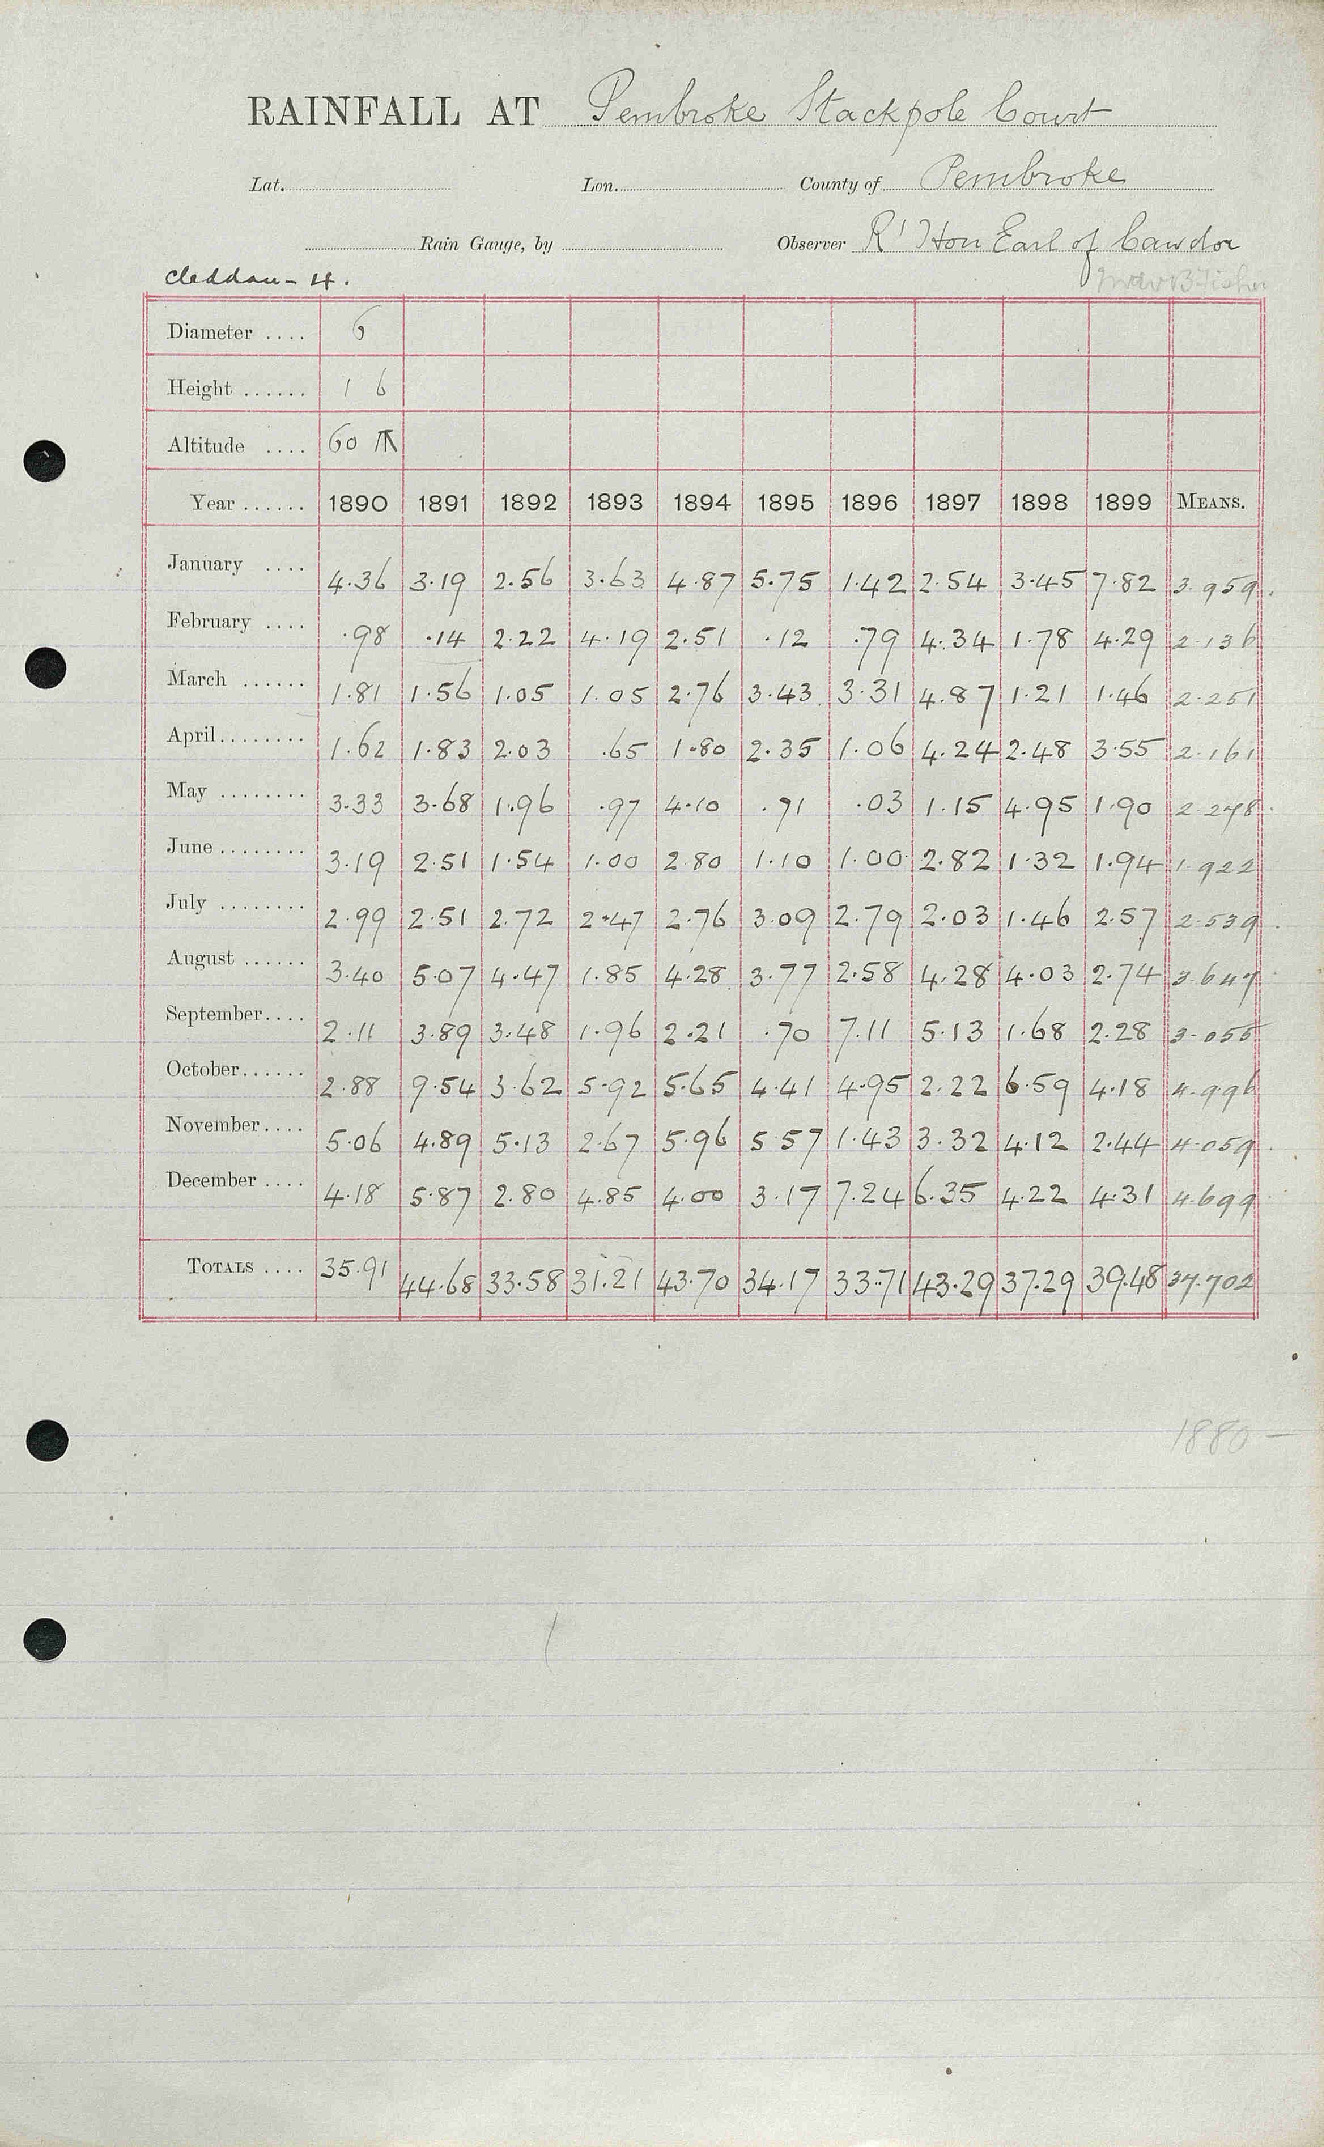 RAINFALL AT Pembroke Stackpole Court
Lat. Lon. County of Pembroke
Rain Gauge, by Observer Rt Hon Earl of Cawdor
Cleddau - 4.
Diameter .... 6
Height ...... 1 6
Altitude .... 60
Year ...... 1890 1891 1892 1893 1894 1895 1896 1897 1898 1899 MEANS.
January .... 4.36 3.19 2.56 3.63 4.87 5.75 1.42 2.54 3.45 7.82 3.959
February .... .98 .14 2.22 4.19 2.51 .12 .79 4.34 1.78 4.29 2.136
March ...... 1.81 1.56 1.05 1.05 2.76 3.43 3.31 4.87 1.21 1.46 2.251
April........ 1.62 1.83 2.03 .65 1.80 2.35 1.06 4.24 2.48 3.55 2.161
May ........ 3.33 3.68 1.96 .97 4.10 .71 .03 1.15 4.95 1.90 2.278
June ........ 3.19 2.51 1.54 1.00 2.80 1.10 1.00 2.82 1.32 1.94 1.922
July ........ 2.99 2.51 2.72 2.47 2.76 3.09 2.79 2.03 1.46 2.57 2.539
August ...... 3.40 5.07 4.47 1.85 4.28 3.77 2.58 4.28 4.03 2.74 3.647
September.... 2.11 3.89 3.48 1.96 2.21 .70 7.11 5.13 1.68 2.28 3.055
October...... 2.88 9.54 3.62 5.92 5.65 4.41 4.95 2.22 6.59 4.18 4.996
November.... 5.06 4.89 5.13 2.67 5.96 5.57 1.43 3.32 4.12 2.44 4.059
December .... 4.18 5.87 2.80 4.85 4.00 3.17 7.24 6.35 4.22 4.31 4.699
TOTALS .... 35.91 44.68 33.58 31.21 43.70 34.17 33.71 43.29 37.29 39.48 37.702
1880 -